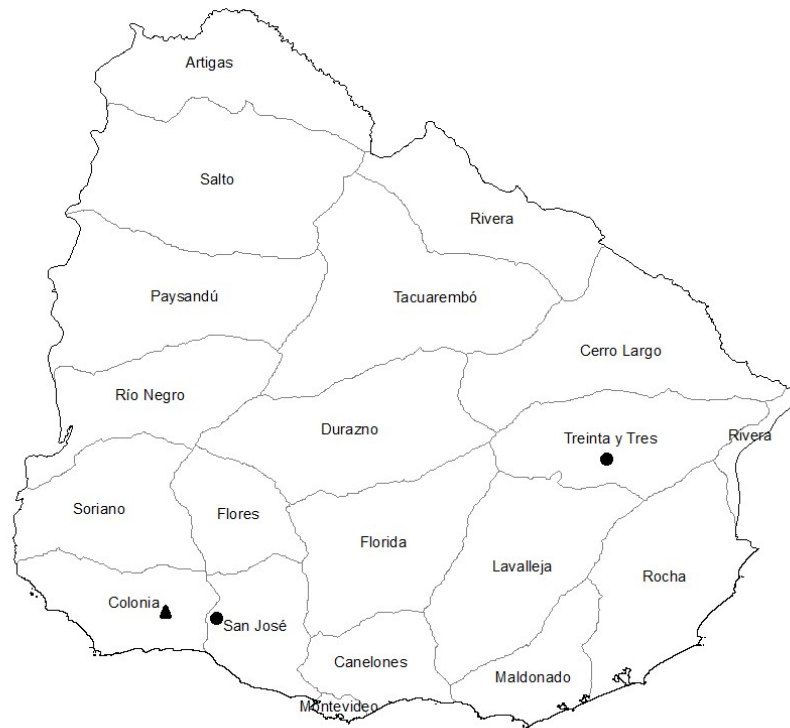 Artigas
Salto
Rivera
Paysandú
Tacuarembó
Cerro Largo
Río Negro
Durazno
Treinta y Tres
Rivera
Soriano
Flores
Florida
Lavalleja
Rocha
Colonia
San José
Canelones
Maldonado
Montevideo